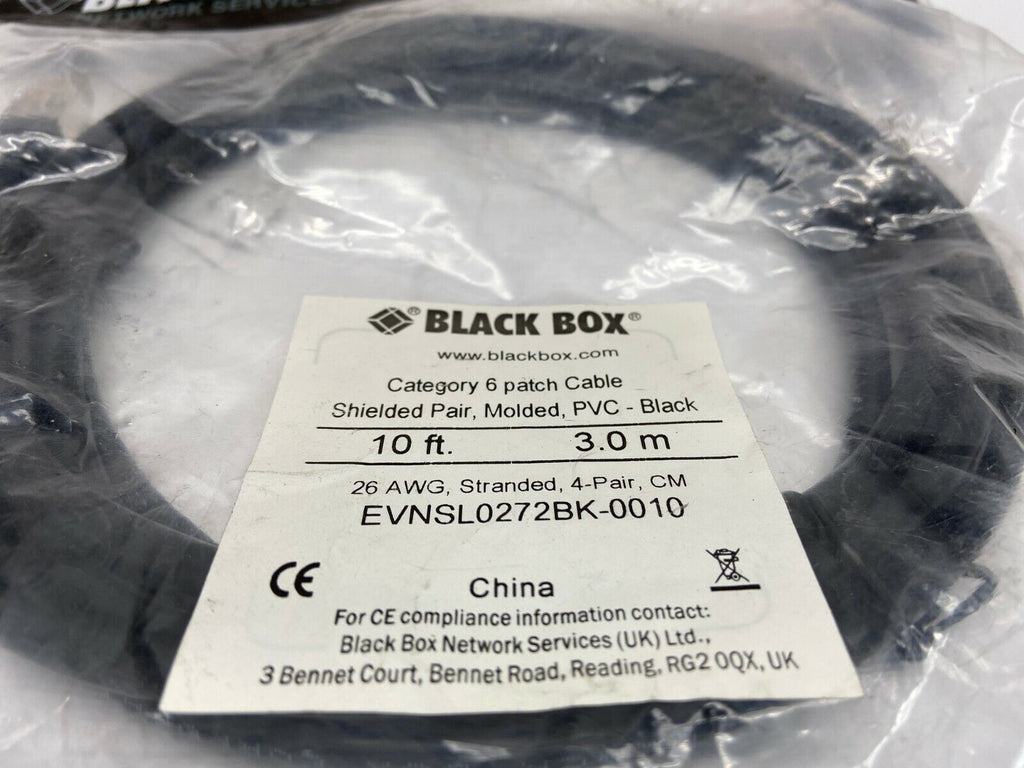 NETWORK SERVICES
BLACK BOX®
www.blackbox.com
Category 6 patch Cable
Shielded Pair, Molded, PVC - Black
10 ft. 3.0 m
26 AWG, Stranded, 4-Pair, CM
EVNSL0272BK-0010
CE
China
For CE compliance information contact:
Black Box Network Services (UK) Ltd.,
3 Bennet Court, Bennet Road, Reading, RG2 0QX, UK